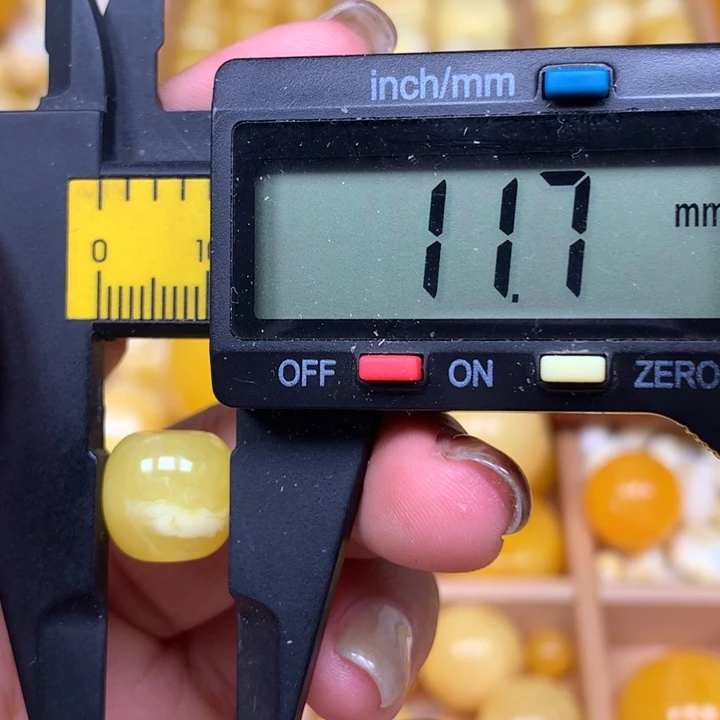 inch/mm
11.7 mm
0 10
OFF ON ZERO